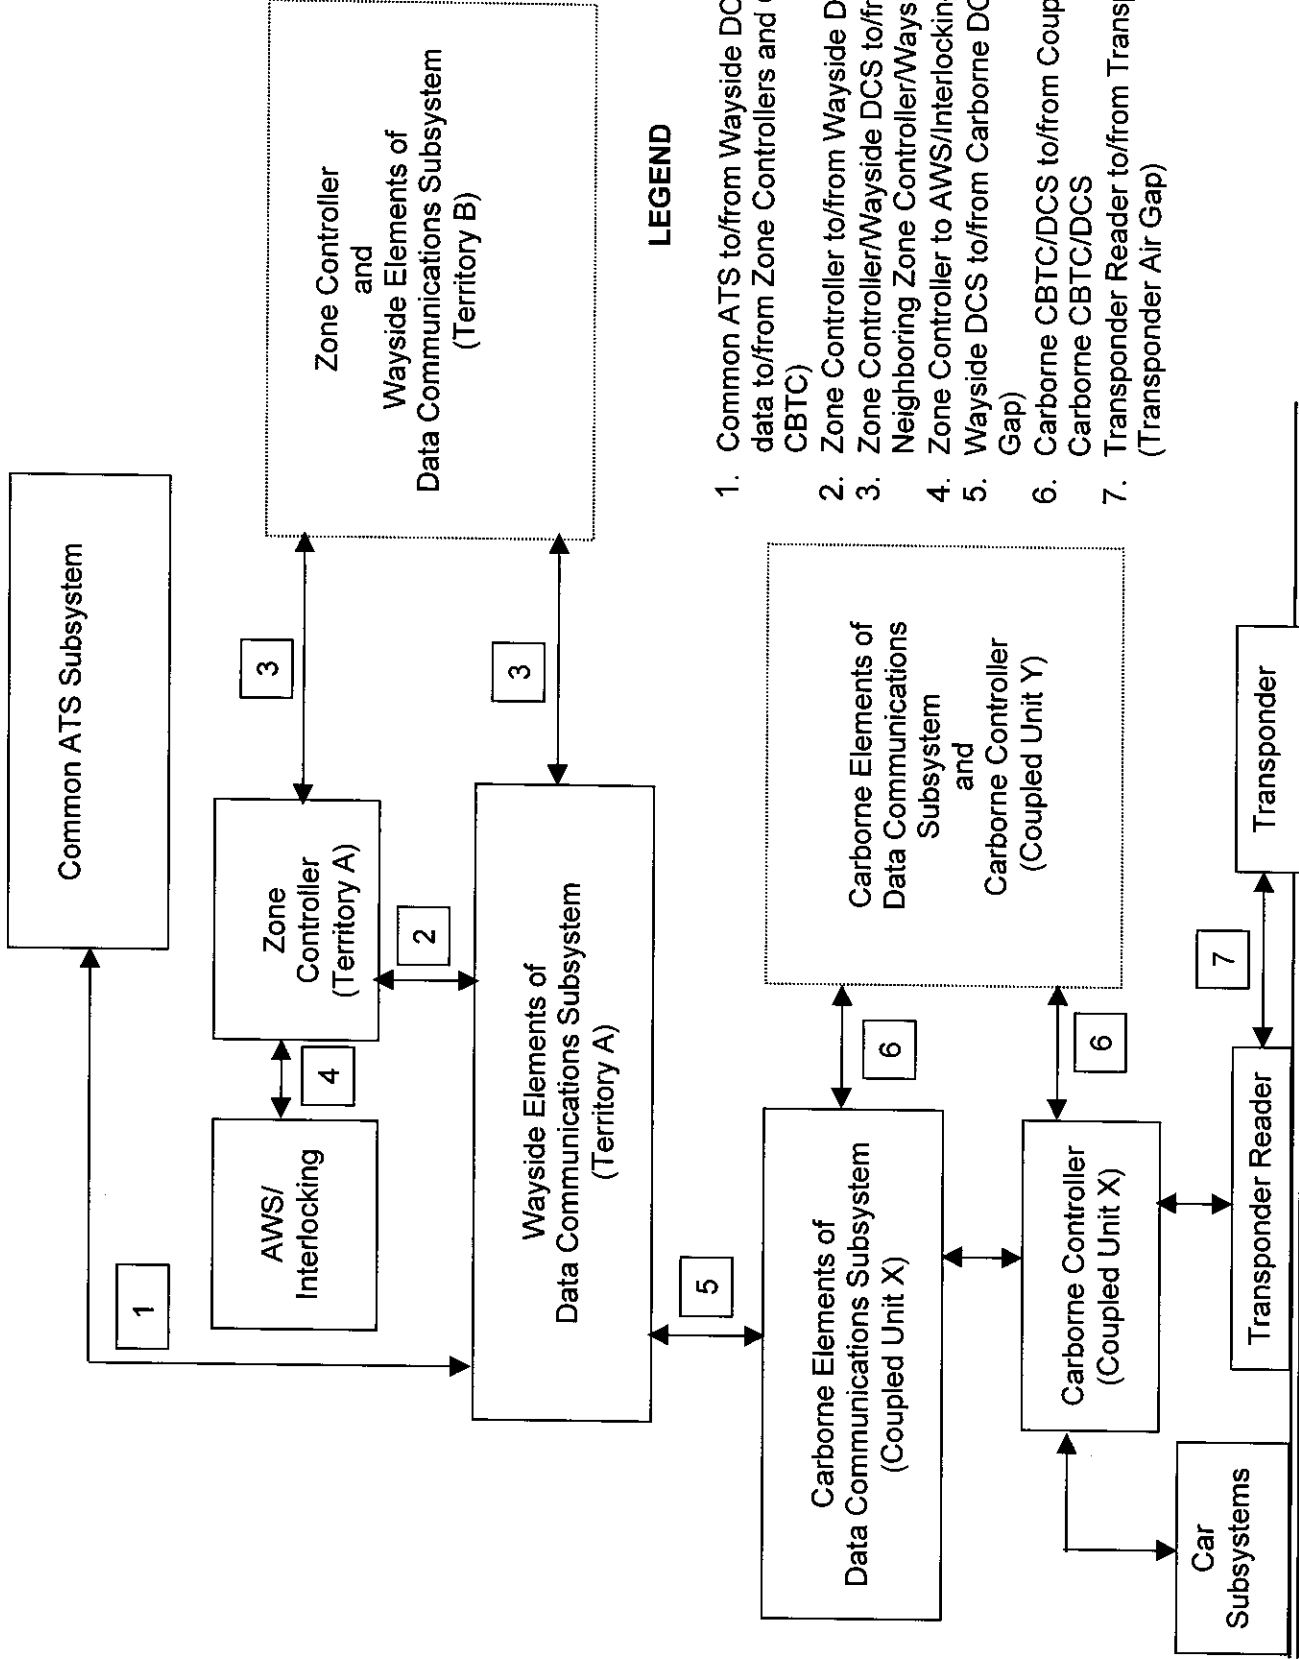 Common ATS Subsystem
1
3
AWS/
Interlocking
4
Zone
Controller
(Territory A)
2
Zone Controller
and
Wayside Elements of
Data Communications Subsystem
(Territory B)
3
Wayside Elements of
Data Communications Subsystem
(Territory A)
5
Carborne Elements of
Data Communications Subsystem
(Coupled Unit X)
6
Carborne Elements of
Data Communications
Subsystem
and
Carborne Controller
(Coupled Unit Y)
6
Carborne Controller
(Coupled Unit X)
Car
Subsystems
Transponder Reader
7
Transponder
LEGEND
1. Common ATS to/from Wayside DC
data to/from Zone Controllers and
CBTC)
2. Zone Controller to/from Wayside D
3. Zone Controller/Wayside DCS to/fr
Neighboring Zone Controller/Ways
4. Zone Controller to AWS/Interlockin
5. Wayside DCS to/from Carborne DC
Gap)
6. Carborne CBTC/DCS to/from Coup
Carborne CBTC/DCS
7. Transponder Reader to/from Transp
(Transponder Air Gap)